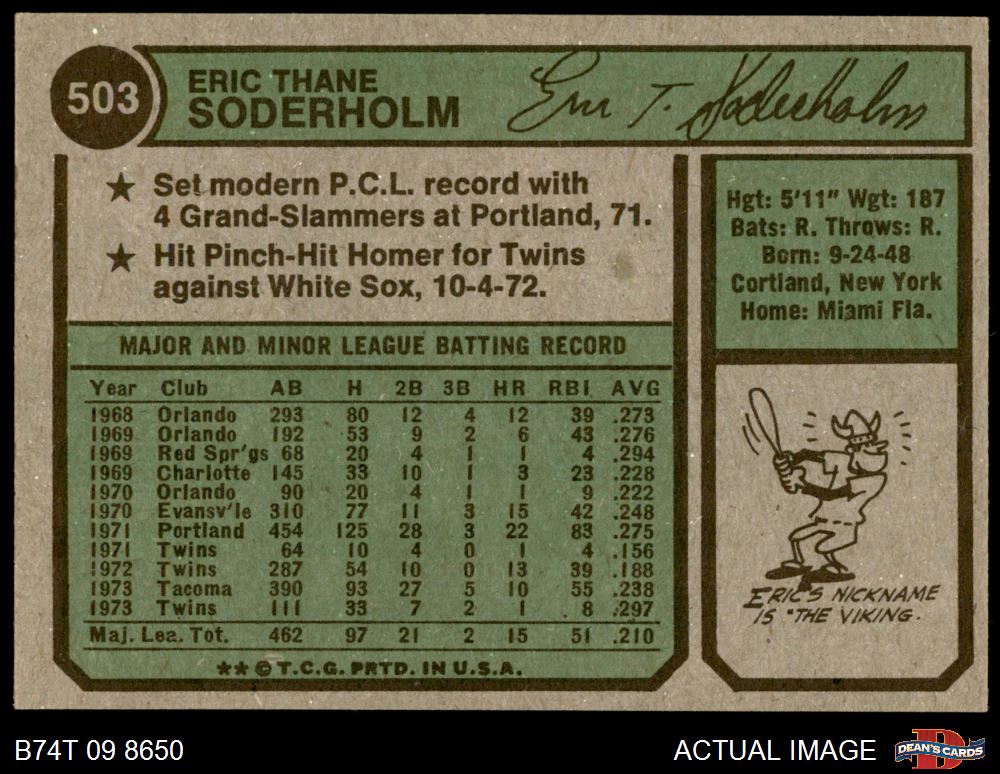 503
ERIC THANE
SODERHOLM
Eric T. Soderholm
★ Set modern P.C.L. record with
4 Grand-Slammers at Portland, 71.
★ Hit Pinch-Hit Homer for Twins
against White Sox, 10-4-72.
MAJOR AND MINOR LEAGUE BATTING RECORD
Year Club AB H 2B 3B HR RBI AVG
1968 Orlando 293 80 12 4 12 39 .273
1969 Orlando 192 53 9 2 6 43 .276
1969 Red Spr'gs 68 20 4 1 1 4 .294
1969 Charlotte 145 33 10 1 3 23 .228
1970 Orlando 90 20 4 1 1 9 .222
1970 Evansv'le 310 77 11 3 15 42 .248
1971 Portland 454 125 28 3 22 83 .275
1971 Twins 64 10 4 0 1 4 .156
1972 Twins 287 54 10 0 13 39 .188
1973 Tacoma 390 93 27 5 10 55 .238
1973 Twins 111 33 7 2 1 8 .297
Maj. Lea. Tot. 462 97 21 2 15 51 .210
★★ © T.C.G. PRTD. IN U.S.A.
Hgt: 5'11" Wgt: 187
Bats: R. Throws: R.
Born: 9-24-48
Cortland, New York
Home: Miami Fla.
ERIC'S NICKNAME
IS "THE VIKING.
B74T 09 8650
ACTUAL IMAGE
D
DEAN'S CARDS